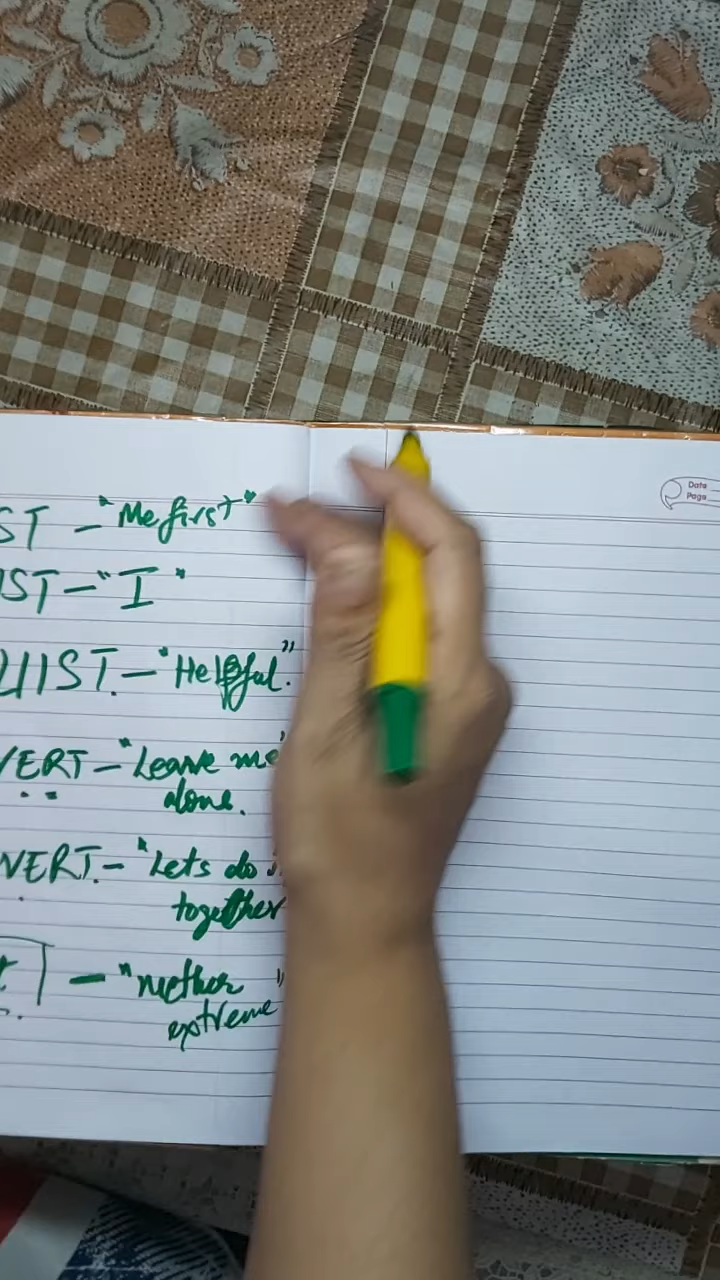 ST - "Me first"
IST - "I"
UIST. - "Helpful."
VERT - "Leave me"
alone.
VERT. - "Lets do
together
t - "neither
extreme"
Date
Page